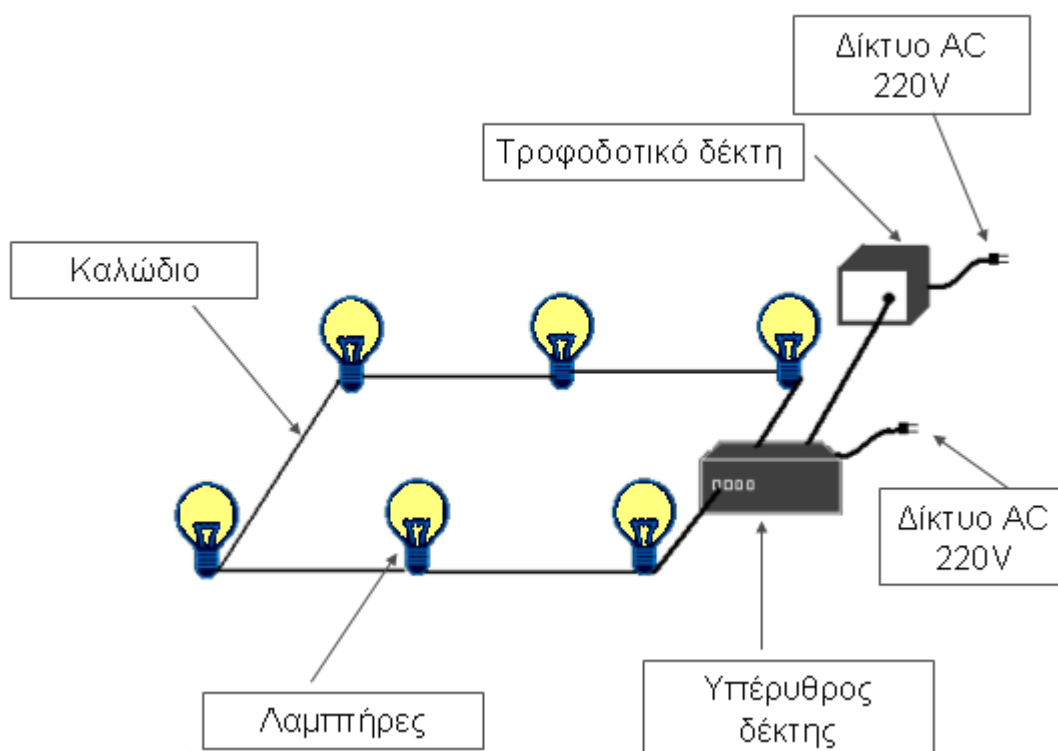 Δίκτυο AC
220V
Τροφοδοτικό δέκτη
Καλώδιο
Δίκτυο AC
220V
Λαμπτήρες
Υπέρυθρος
δέκτης